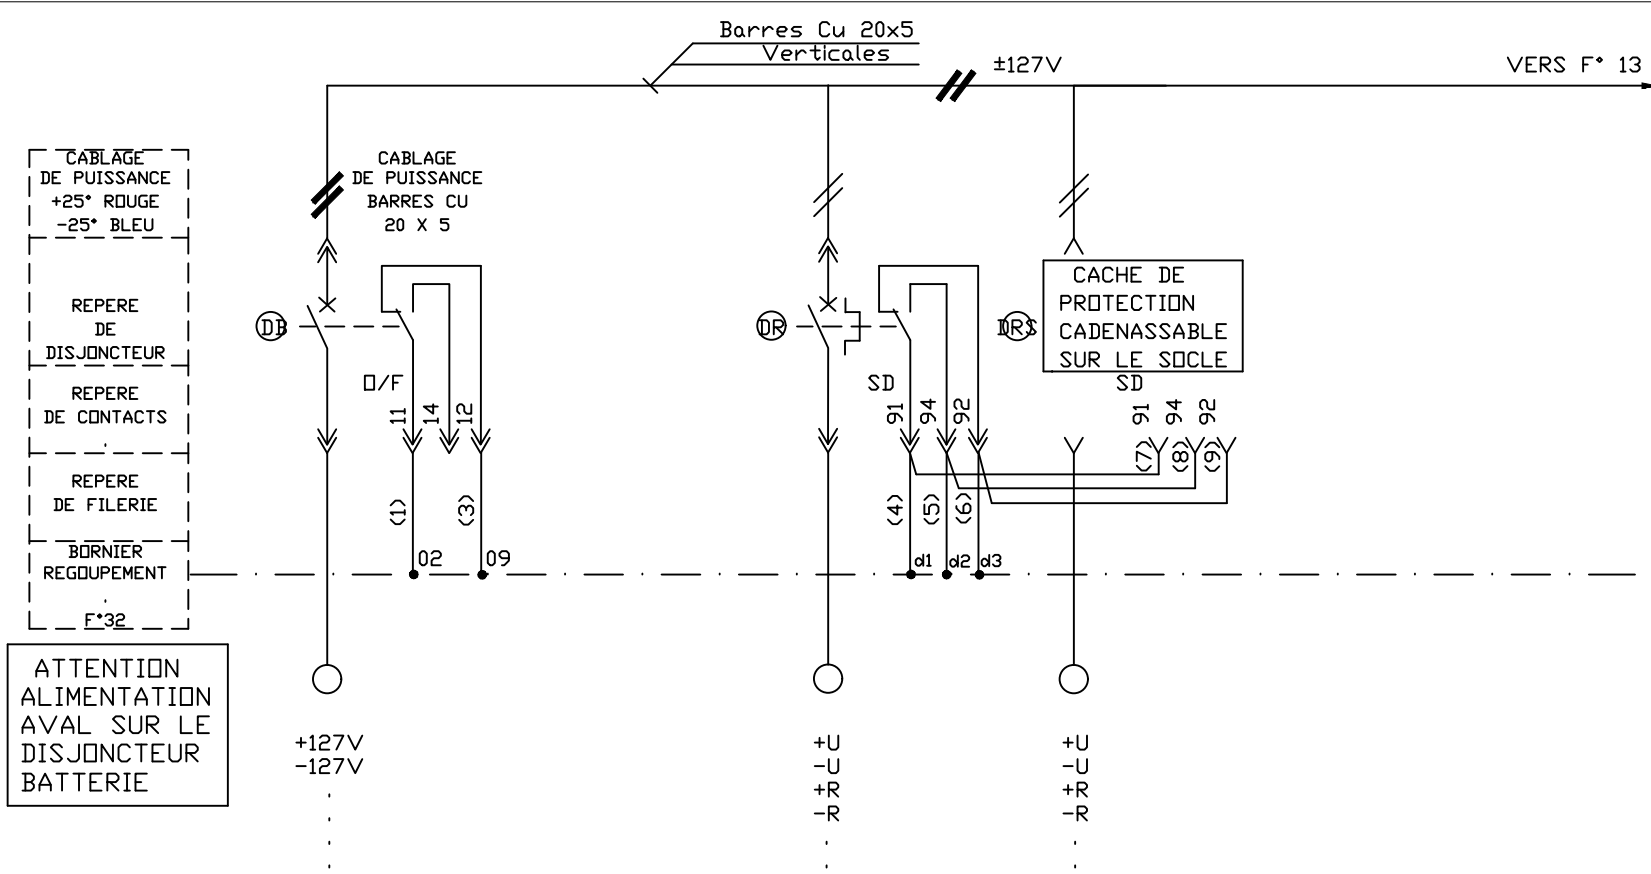 Barres Cu 20x5
Verticales
±127V
VERS F° 13
CABLAGE
DE PUISSANCE
+25° ROUGE
-25° BLEU
CABLAGE
DE PUISSANCE
BARRES CU
20 X 5
REPERE
DE
DISJONCTEUR
DB
O/F
11
14
12
DR
SD
91
94
92
DRS
CACHE DE
PROTECTION
CADENASSABLE
SUR LE SOCLE
SD
91
94
92
REPERE
DE CONTACTS
REPERE
DE FILERIE
(1)
(3)
(4)
(5)
(6)
(7)
(8)
(9)
BORNIER
REGOUPEMENT
F°32
02
09
d1
d2
d3
ATTENTION
ALIMENTATION
AVAL SUR LE
DISJONCTEUR
BATTERIE
+127V
-127V
+U
-U
+R
-R
+U
-U
+R
-R